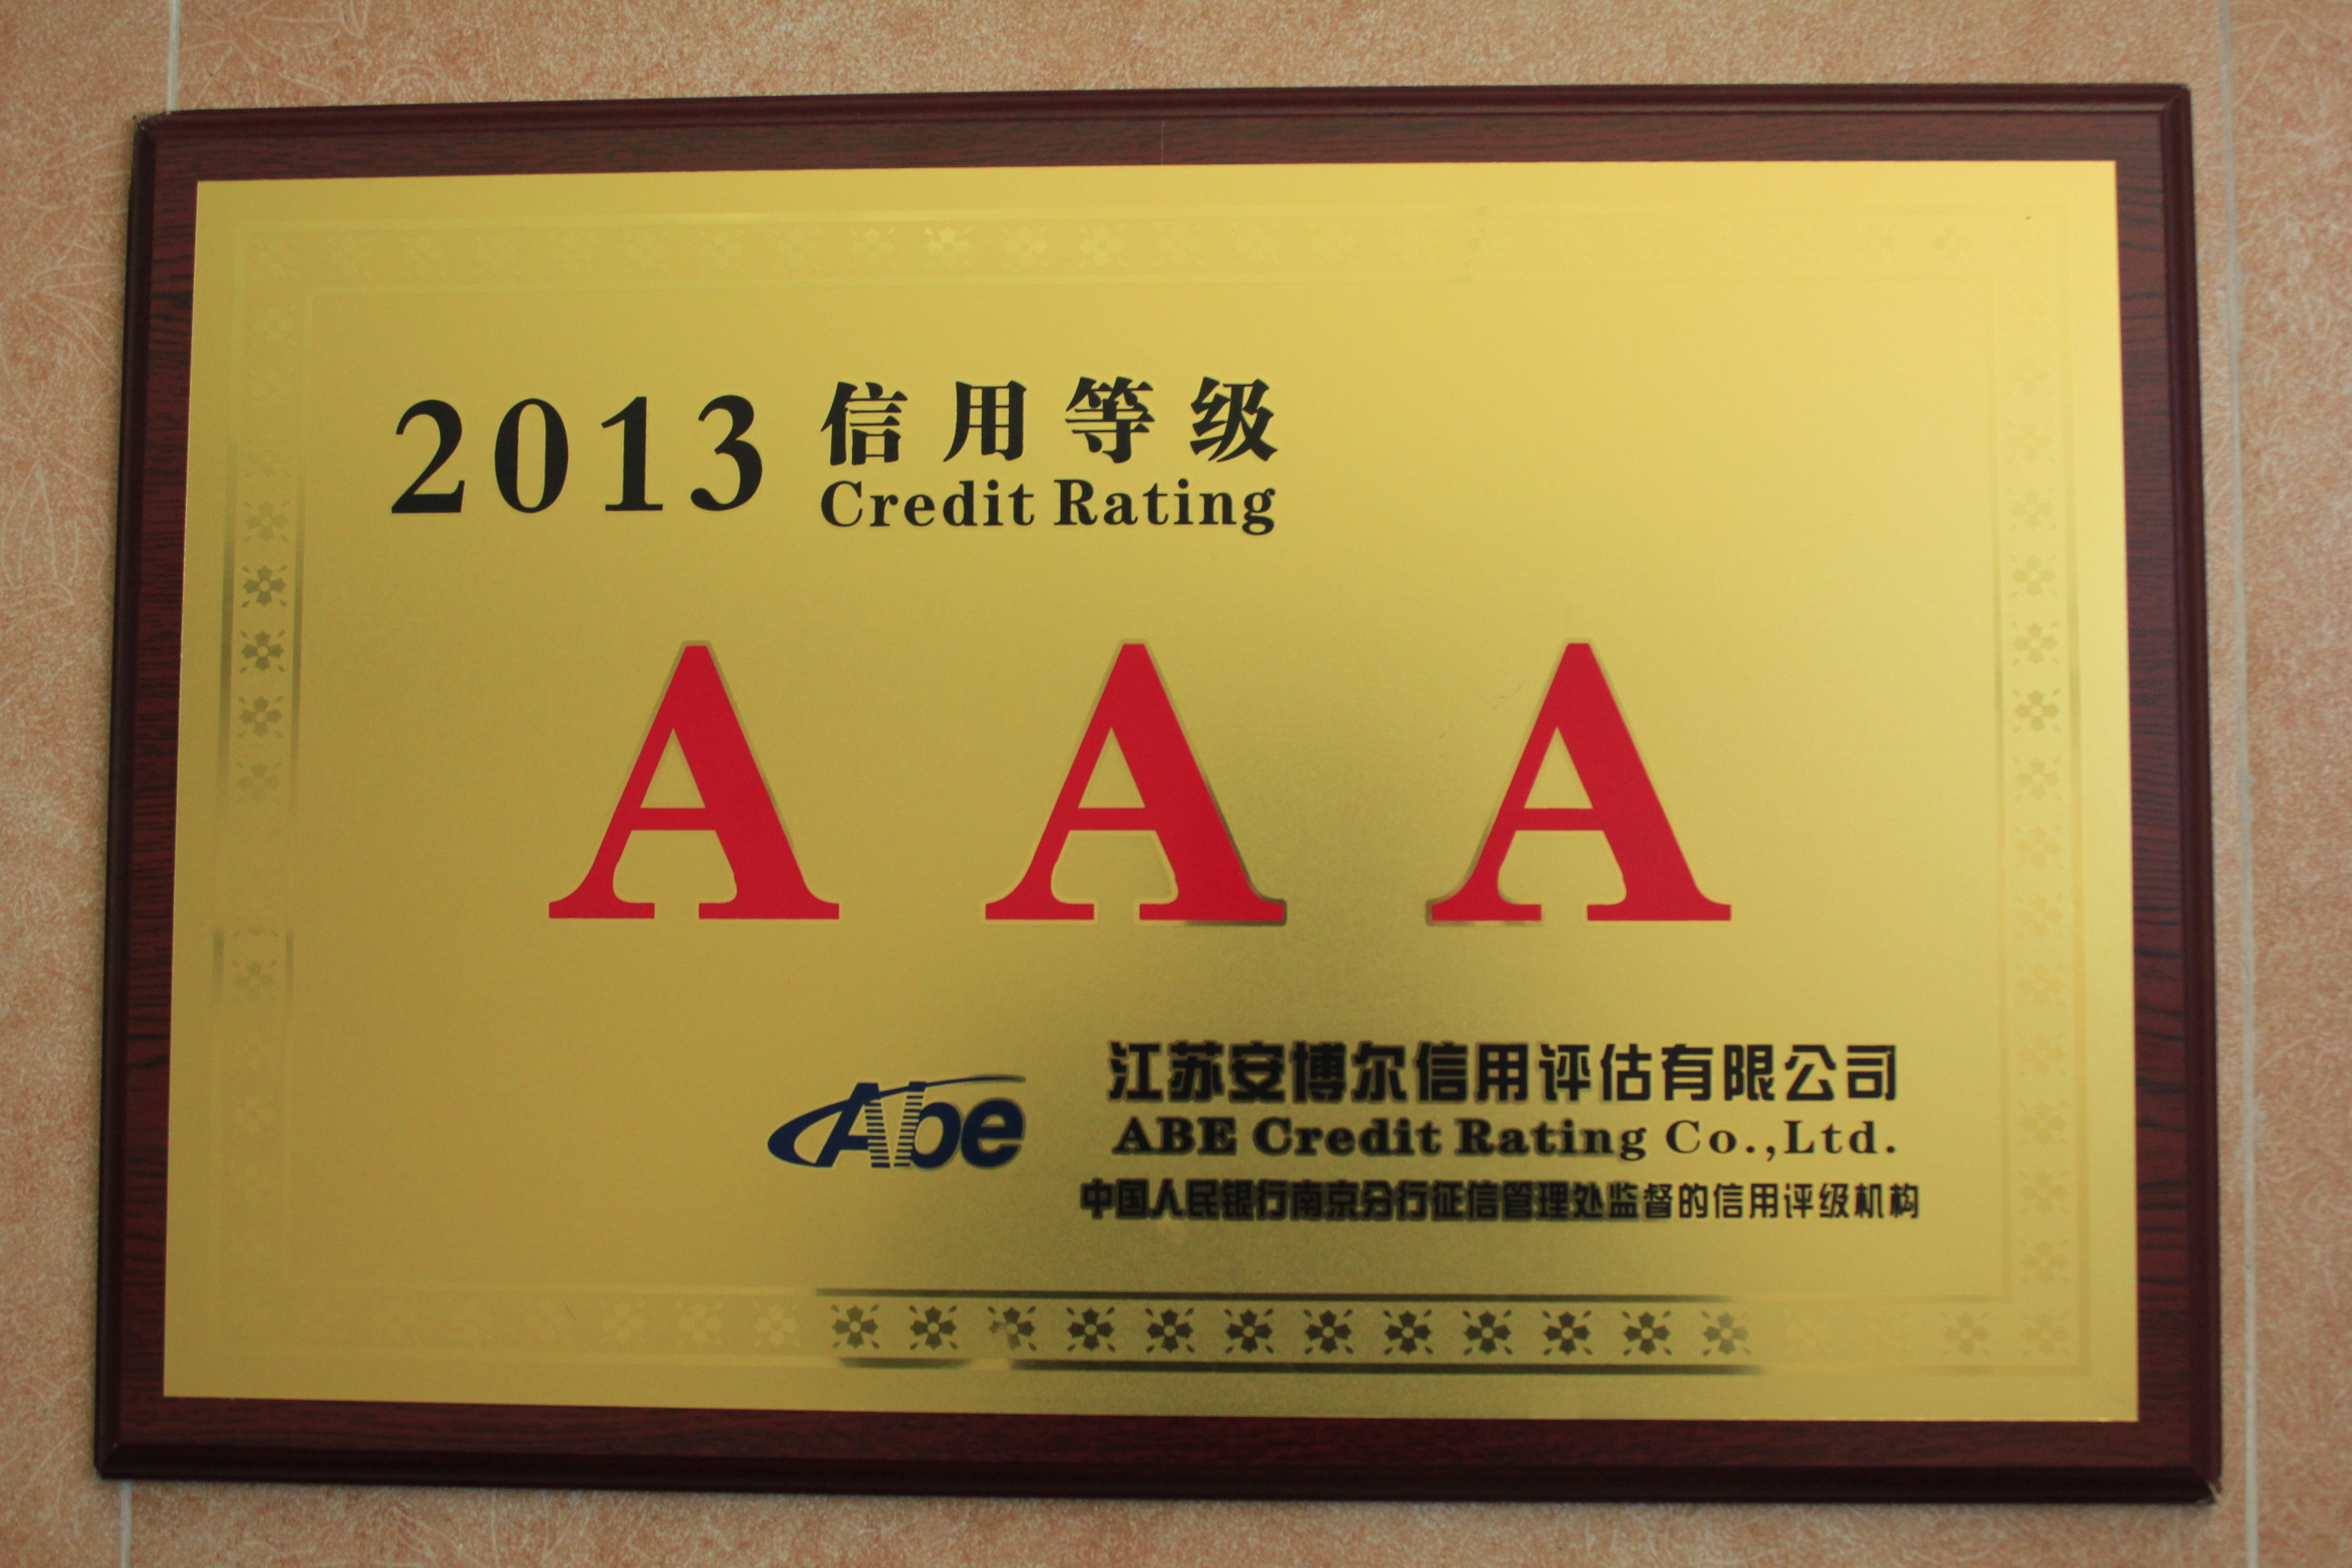 2013 信用等级
Credit Rating
AAA
Abe
江苏安博尔信用评估有限公司
ABE Credit Rating Co.,Ltd.
中国人民银行南京分行征信管理处监督的信用评级机构